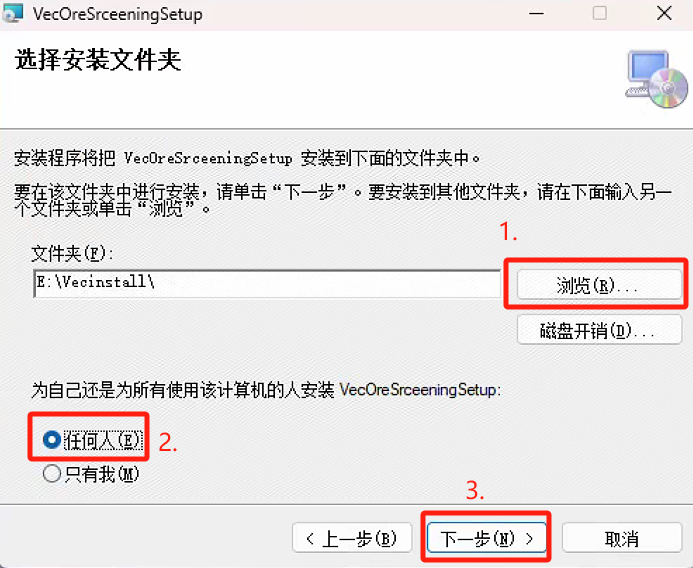 VecOreSrceeningSetup
选择安装文件夹
安装程序将把 VecOreSrceeningSetup 安装到下面的文件夹中。
要在该文件夹中进行安装，请单击“下一步”。要安装到其他文件夹，请在下面输入另一
个文件夹或单击“浏览”。
1.
文件夹(F):
E:\Vecinstall\
浏览(R)...
磁盘开销(D)...
为自己还是为所有使用该计算机的人安装 VecOreSrceeningSetup:
任何人(E)
2.
只有我(M)
3.
< 上一步(B)
下一步(N) >
取消